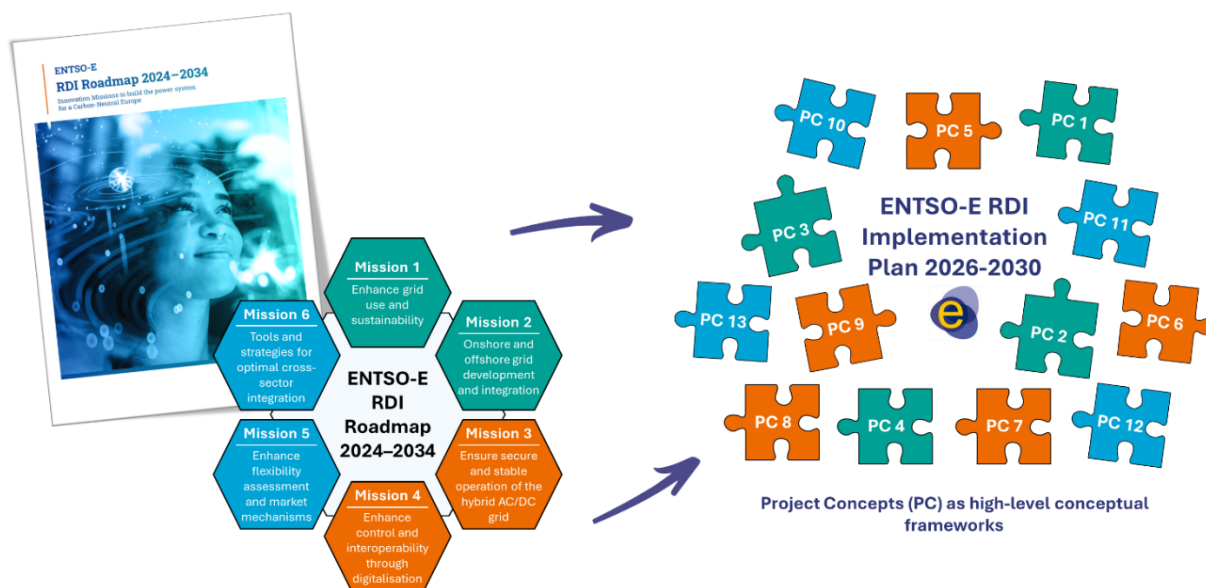 ENTSO-E
RDI Roadmap 2024–2034
Innovation Missions to build the power system
for a Carbon-Neutral Europe
Mission 1
Enhance grid
use and
sustainability
Mission 2
Onshore and
offshore grid
development
and integration
Mission 3
Ensure secure
and stable
operation of the
hybrid AC/DC
grid
Mission 4
Enhance
control and
interoperability
through
digitalisation
Mission 5
Enhance
flexibility
assessment
and market
mechanisms
Mission 6
Tools and
strategies for
optimal cross-
sector
integration
ENTSO-E
RDI
Roadmap
2024–2034
PC 10
PC 5
PC 1
PC 3
ENTSO-E RDI
Implementation
Plan 2026-2030
e
PC 11
PC 13
PC 9
PC 2
PC 6
PC 8
PC 4
PC 7
PC 12
Project Concepts (PC) as high-level conceptual
frameworks